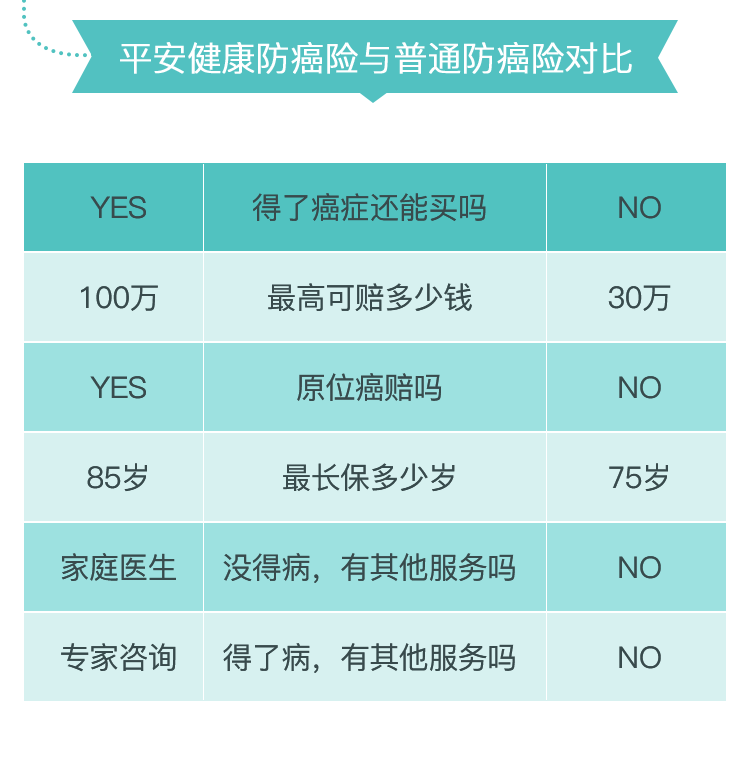 平安健康防癌险与普通防癌险对比
YES 得了癌症还能买吗 NO
100万 最高可赔多少钱 30万
YES 原位癌赔吗 NO
85岁 最长保多少岁 75岁
家庭医生 没得病，有其他服务吗 NO
专家咨询 得了病，有其他服务吗 NO